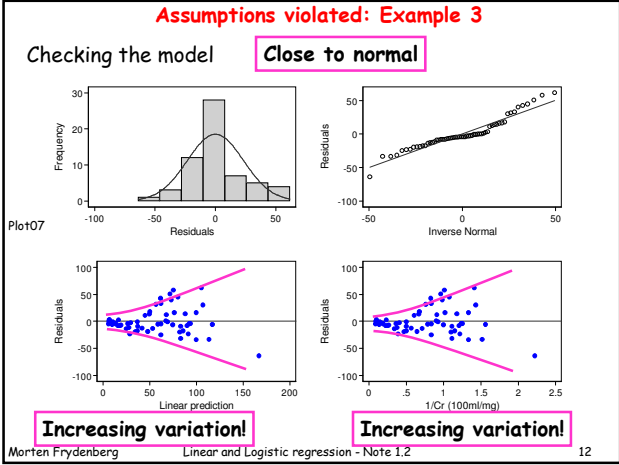 Assumptions violated: Example 3
Checking the model
Close to normal
30
20
10
0
Frequency
-100 -50 0 50
Residuals
50
0
-50
-100
Residuals
-50 0 50
Inverse Normal
Plot07
100
50
0
-50
-100
Residuals
0 50 100 150 200
Linear prediction
100
50
0
-50
-100
Residuals
0 .5 1 1.5 2 2.5
1/Cr (100ml/mg)
Increasing variation!
Increasing variation!
Morten Frydenberg Linear and Logistic regression - Note 1.2 12